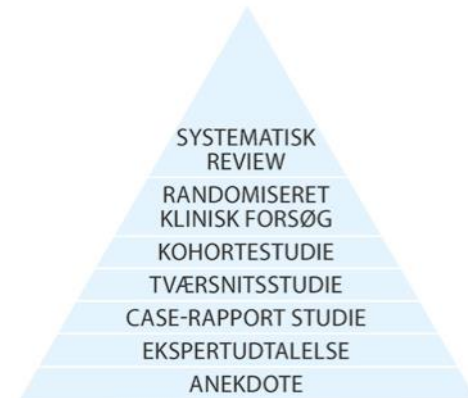 SYSTEMATISK
REVIEW
RANDOMISERET
KLINISK FORSØG
KOHORTESTUDIE
TVÆRSNITSSTUDIE
CASE-RAPPORT STUDIE
EKSPERTUDTALELSE
ANEKDOTE